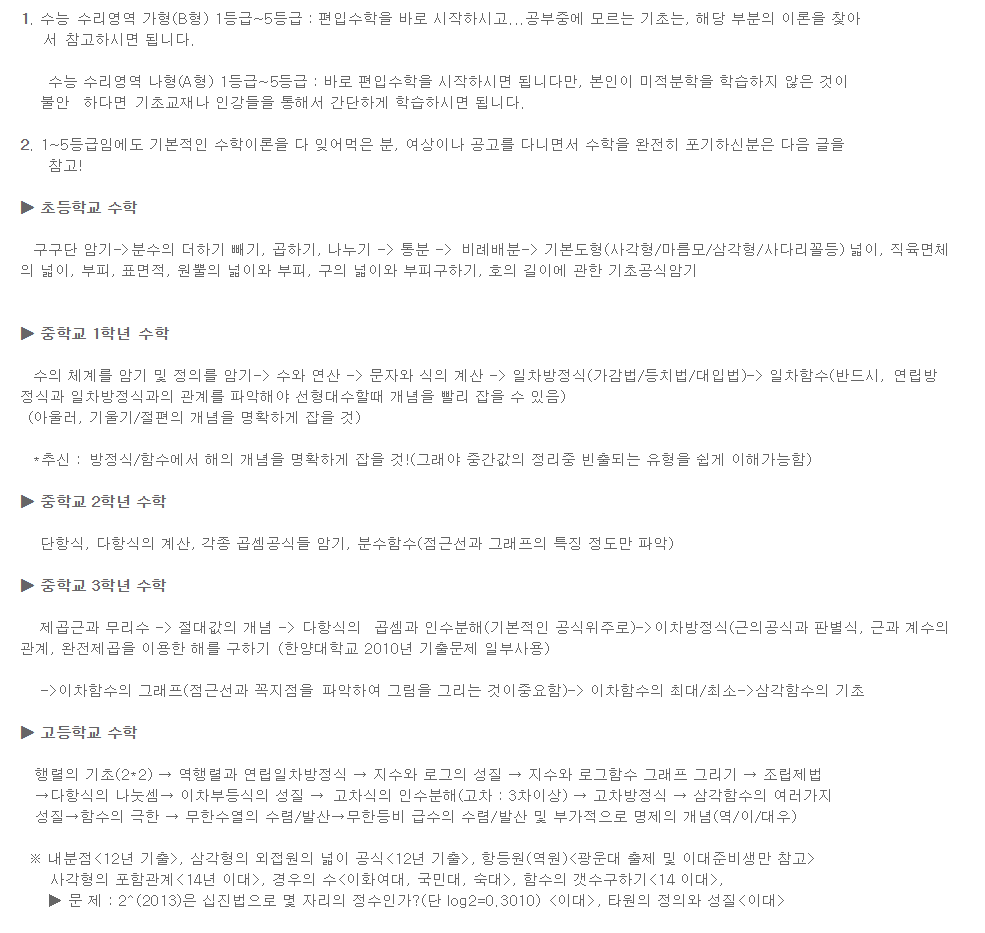 1. 수능 수리영역 가형(B형) 1등급~5등급 : 편입수학을 바로 시작하시고...공부중에 모르는 기초는, 해당 부분의 이론을 찾아
서 참고하시면 됩니다.
수능 수리영역 나형(A형) 1등급~5등급 : 바로 편입수학을 시작하시면 됩니다만, 본인이 미적분학을 학습하지 않은 것이
불안 하다면 기초교재나 인강들을 통해서 간단하게 학습하시면 됩니다.
2. 1~5등급임에도 기본적인 수학이론을 다 잊어먹은 분, 여상이나 공고를 다니면서 수학을 완전히 포기하신분은 다음 글을
참고!
▶ 초등학교 수학
구구단 암기->분수의 더하기 빼기, 곱하기, 나누기 -> 통분 -> 비례배분-> 기본도형(사각형/마름모/삼각형/사다리꼴등) 넓이, 직육면체
의 넓이, 부피, 표면적, 원뿔의 넓이와 부피, 구의 넓이와 부피구하기, 호의 길이에 관한 기초공식암기
▶ 중학교 1학년 수학
수의 체계를 암기 및 정의를 암기-> 수와 연산 -> 문자와 식의 계산 -> 일차방정식(가감법/등치법/대입법)-> 일차함수(반드시, 연립방
정식과 일차방정식과의 관계를 파악해야 선형대수할때 개념을 빨리 잡을 수 있음)
(아울러, 기울기/절편의 개념을 명확하게 잡을 것)
*추신 : 방정식/함수에서 해의 개념을 명확하게 잡을 것!(그래야 중간값의 정리중 빈출되는 유형을 쉽게 이해가능함)
▶ 중학교 2학년 수학
단항식, 다항식의 계산, 각종 곱셈공식들 암기, 분수함수(점근선과 그래프의 특징 정도만 파악)
▶ 중학교 3학년 수학
제곱근과 무리수 -> 절대값의 개념 -> 다항식의 곱셈과 인수분해(기본적인 공식위주로)->이차방정식(근의공식과 판별식, 근과 계수의
관계, 완전제곱을 이용한 해를 구하기 (한양대학교 2010년 기출문제 일부사용)
->이차함수의 그래프(점근선과 꼭지점을 파악하여 그림을 그리는 것이중요함)-> 이차함수의 최대/최소->삼각함수의 기초
▶ 고등학교 수학
행렬의 기초(2*2) → 역행렬과 연립일차방정식 → 지수와 로그의 성질 → 지수와 로그함수 그래프 그리기 → 조립제법
→다항식의 나눗셈→ 이차부등식의 성질 → 고차식의 인수분해(고차 : 3차이상) → 고차방정식 → 삼각함수의 여러가지
성질→함수의 극한 → 무한수열의 수렴/발산→무한등비 급수의 수렴/발산 및 부가적으로 명제의 개념(역/이/대우)
※ 내분점<12년 기출>, 삼각형의 외접원의 넓이 공식<12년 기출>, 항등원(역원)<광운대 출제 및 이대준비생만 참고>
사각형의 포함관계<14년 이대>, 경우의 수<이화여대, 국민대, 숙대>, 함수의 갯수구하기<14 이대>,
▶ 문 제 : 2^(2013)은 십진법으로 몇 자리의 정수인가?(단 log2=0.3010) <이대>, 타원의 정의와 성질<이대>